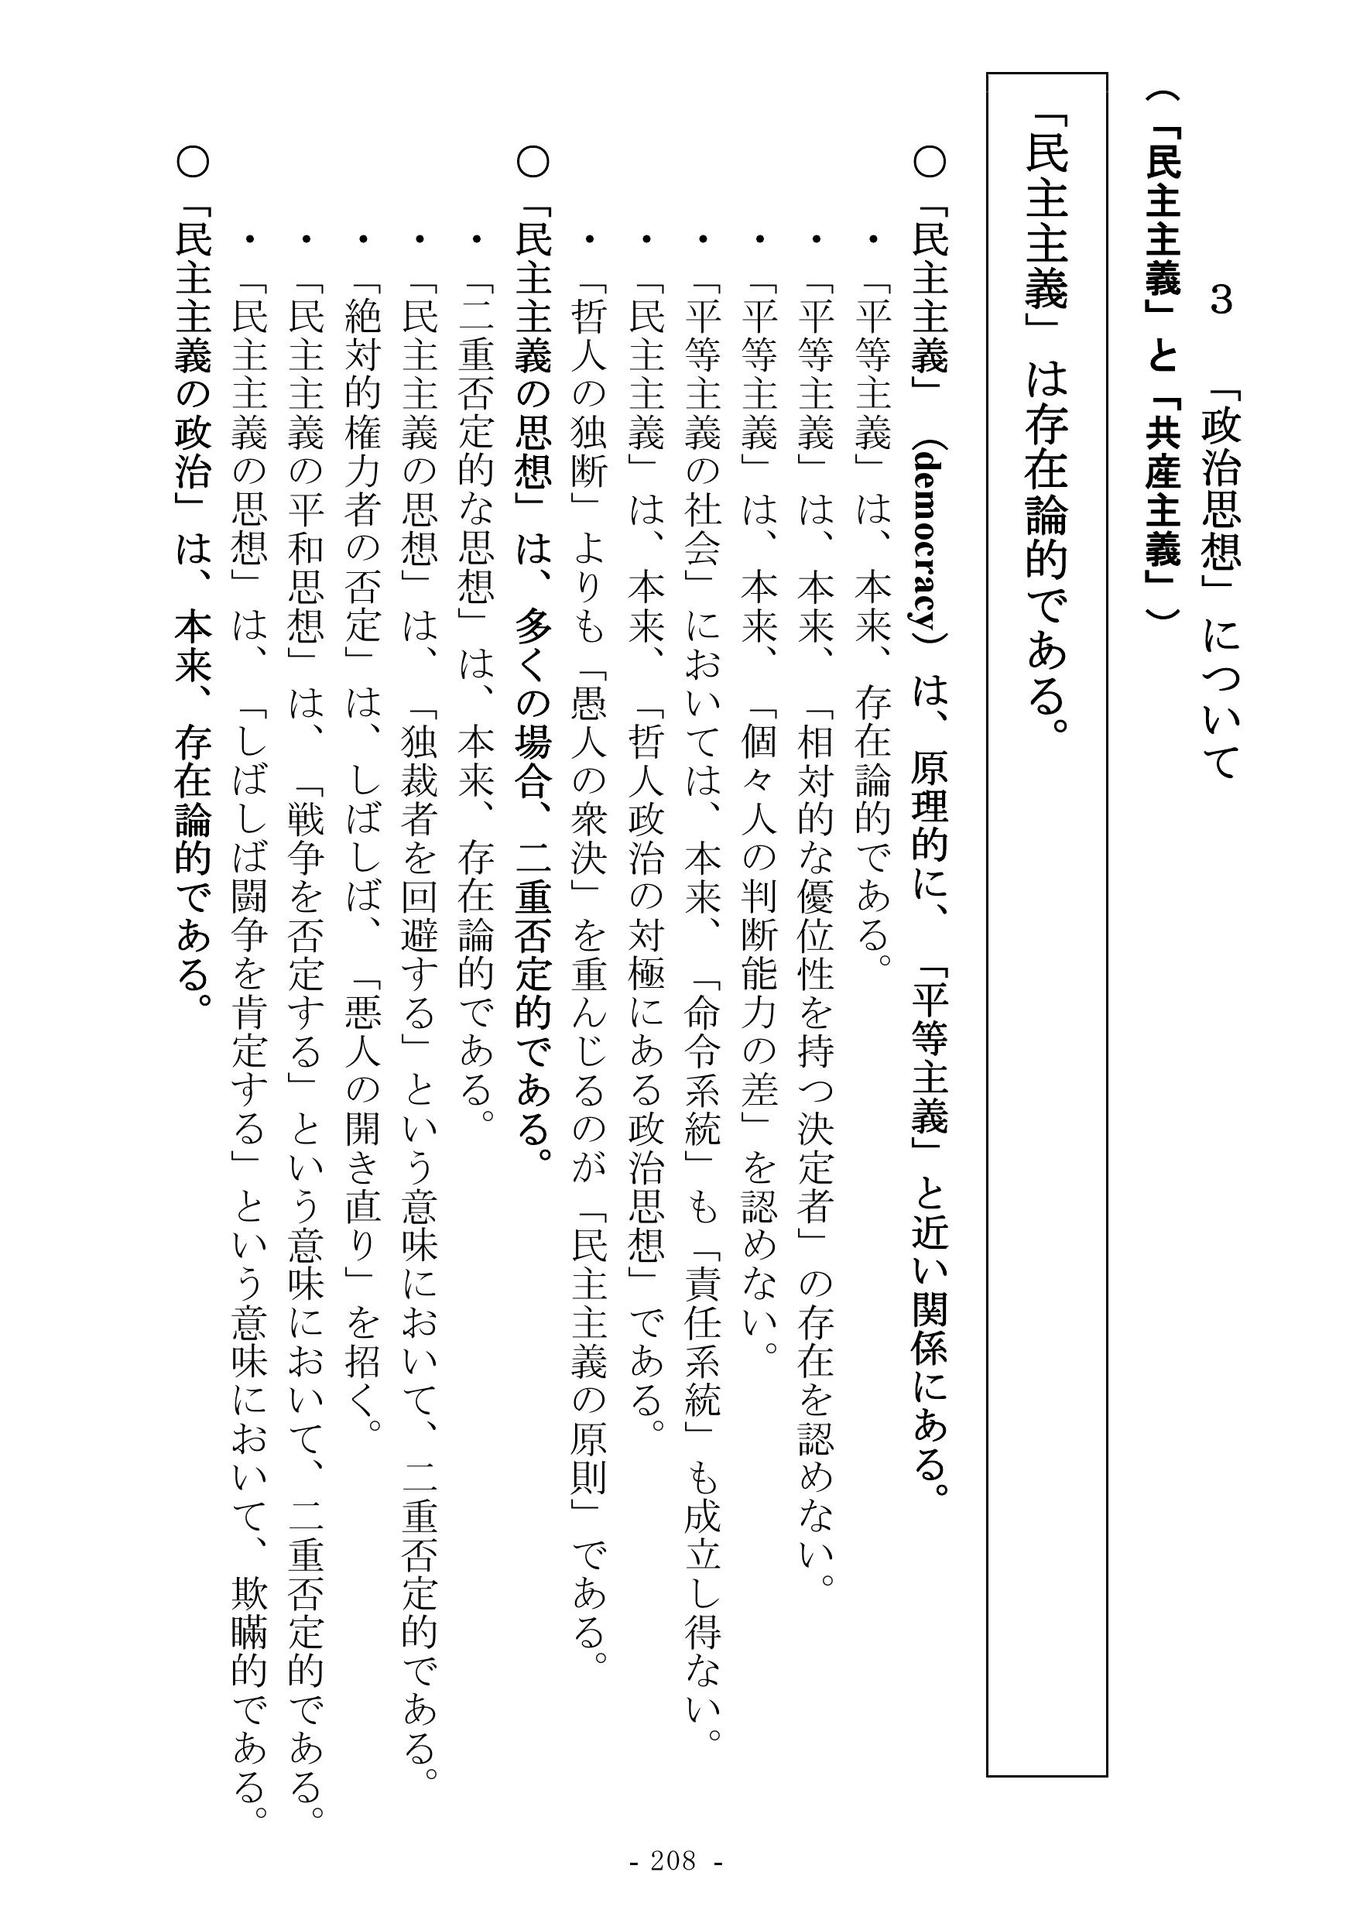 ３　「政治思想」について
（「民主主義」と「共産主義」）
「民主主義」は存在論的である。
○「民主主義」（democracy）は、原理的に、「平等主義」と近い関係にある。
・「平等主義」は、本来、存在論的である。
・「平等主義」は、本来、「相対的な優位性を持つ決定者」の存在を認めない。
・「平等主義」は、本来、「個々人の判断能力の差」を認めない。
・「平等主義の社会」においては、本来、「命令系統」も「責任系統」も成立し得ない。
・「民主主義」は、本来、「哲人政治の対極にある政治思想」である。
・「哲人の独断」よりも「愚人の衆決」を重んじるのが「民主主義の原則」である。
○「民主主義の思想」は、多くの場合、二重否定的である。
・「二重否定的な思想」は、本来、存在論的である。
・「民主主義の思想」は、「独裁者を回避する」という意味において、二重否定的である。
・「絶対的権力者の否定」は、しばしば、「悪人の開き直り」を招く。
・「民主主義の平和思想」は、「戦争を否定する」という意味において、二重否定的である。
・「民主主義の思想」は、「しばしば闘争を肯定する」という意味において、欺瞞的である。
○「民主主義の政治」は、本来、存在論的である。
- 208 -